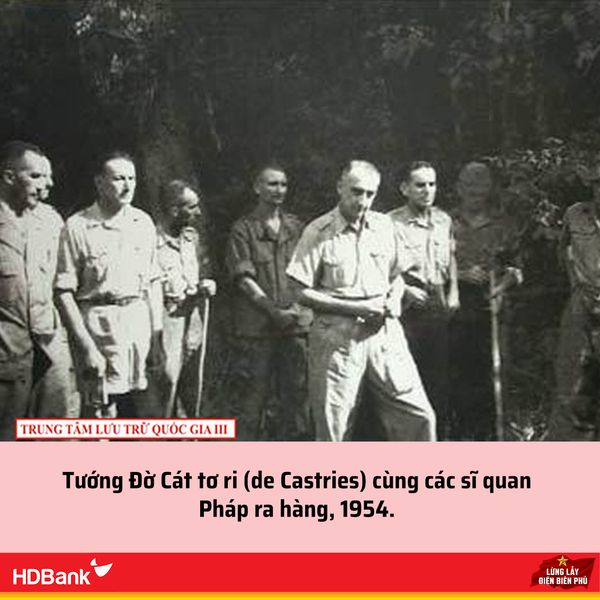 TRUNG TÂM LƯU TRỮ QUỐC GIA III
Tướng Đờ Cát tơ ri (de Castries) cùng các sĩ quan
Pháp ra hàng, 1954.
HDBank
LỪNG LẪY
ĐIỆN BIÊN PHỦ